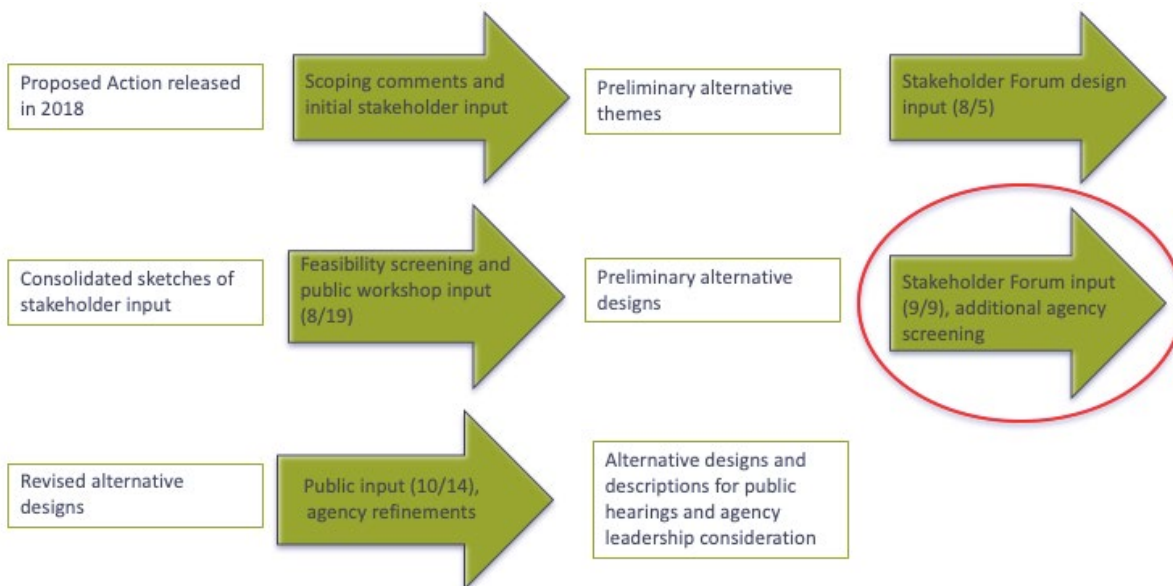 Proposed Action released
in 2018
Scoping comments and
initial stakeholder input
Preliminary alternative
themes
Stakeholder Forum design
input (8/5)
Consolidated sketches of
stakeholder input
Feasibility screening and
public workshop input
(8/19)
Preliminary alternative
designs
Stakeholder Forum input
(9/9), additional agency
screening
Revised alternative
designs
Public input (10/14),
agency refinements
Alternative designs and
descriptions for public
hearings and agency
leadership consideration